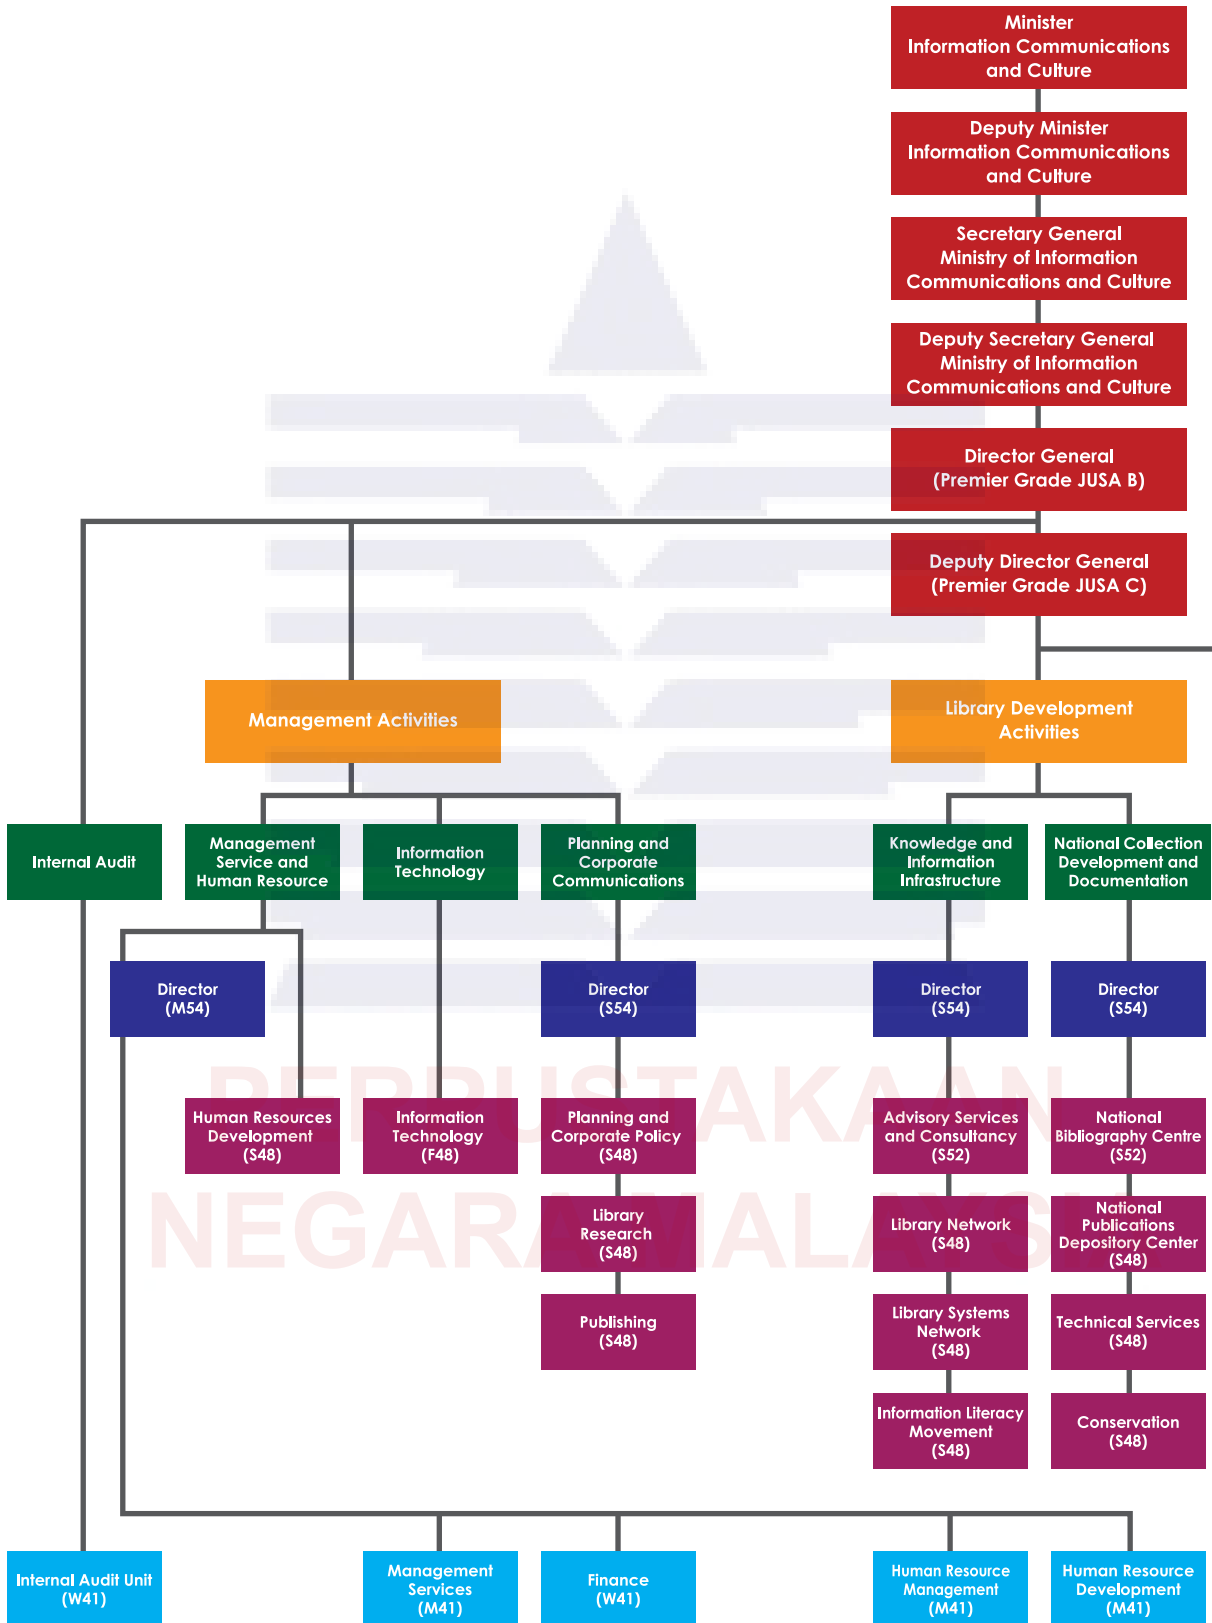 Minister
Information Communications
and Culture
Deputy Minister
Information Communications
and Culture
Secretary General
Ministry of Information
Communications and Culture
Deputy Secretary General
Ministry of Information
Communications and Culture
Director General
(Premier Grade JUSA B)
Deputy Director General
(Premier Grade JUSA C)
Management Activities
Library Development
Activities
Internal Audit
Management
Service and
Human Resource
Information
Technology
Planning and
Corporate
Communications
Knowledge and
Information
Infrastructure
National Collection
Development and
Documentation
Director
(M54)
Director
(S54)
Director
(S54)
Director
(S54)
Human Resources
Development
(S48)
Information
Technology
(F48)
Planning and
Corporate Policy
(S48)
Advisory Services
and Consultancy
(S52)
National
Bibliography Centre
(S52)
Library
Research
(S48)
Library Network
(S48)
National
Publications
Depository Center
(S48)
Publishing
(S48)
Library Systems
Network
(S48)
Technical Services
(S48)
Information Literacy
Movement
(S48)
Conservation
(S48)
Internal Audit Unit
(W41)
Management
Services
(M41)
Finance
(W41)
Human Resource
Management
(M41)
Human Resource
Development
(M41)
PERPUSTAKAAN
NEGARA MALAYSIA